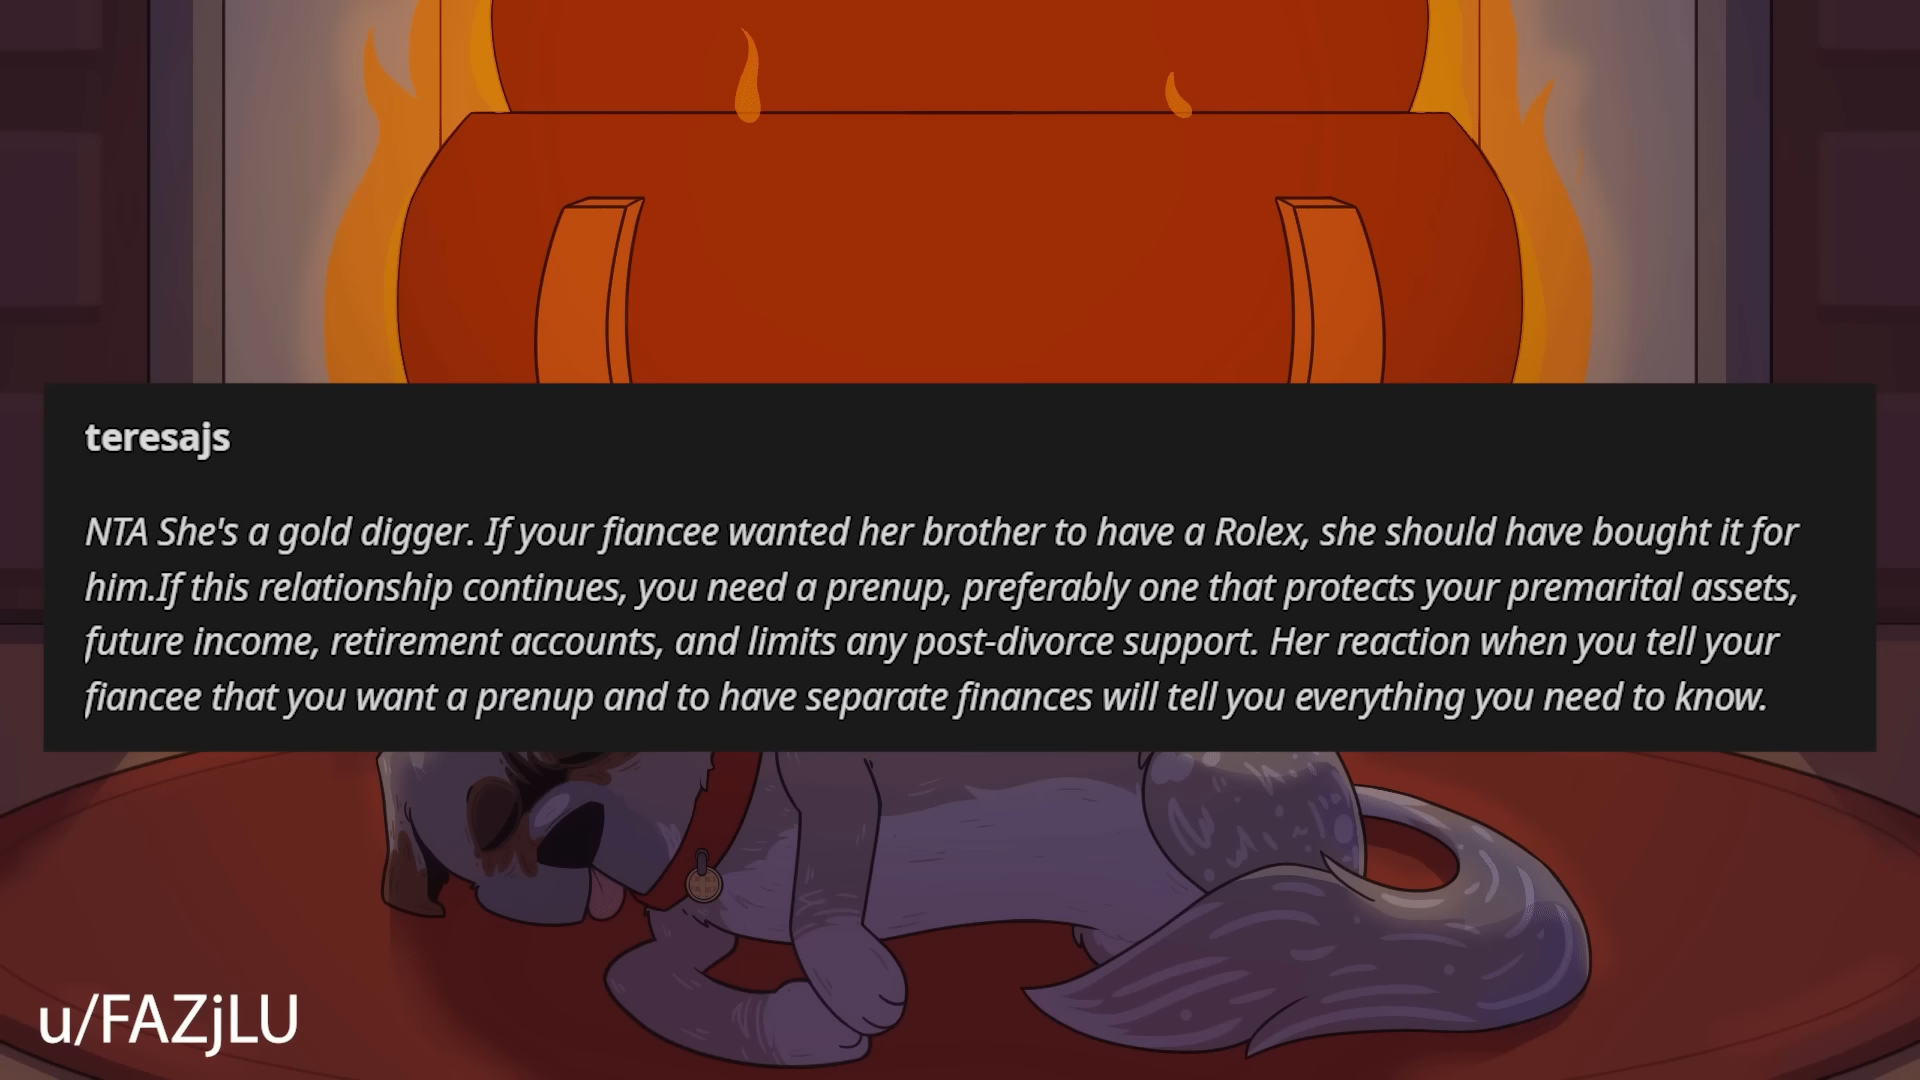 teresajs
NTA She's a gold digger. If your fiancee wanted her brother to have a Rolex, she should have bought it for
him.If this relationship continues, you need a prenup, preferably one that protects your premarital assets,
future income, retirement accounts, and limits any post-divorce support. Her reaction when you tell your
fiancee that you want a prenup and to have separate finances will tell you everything you need to know.
u/FAZjLU